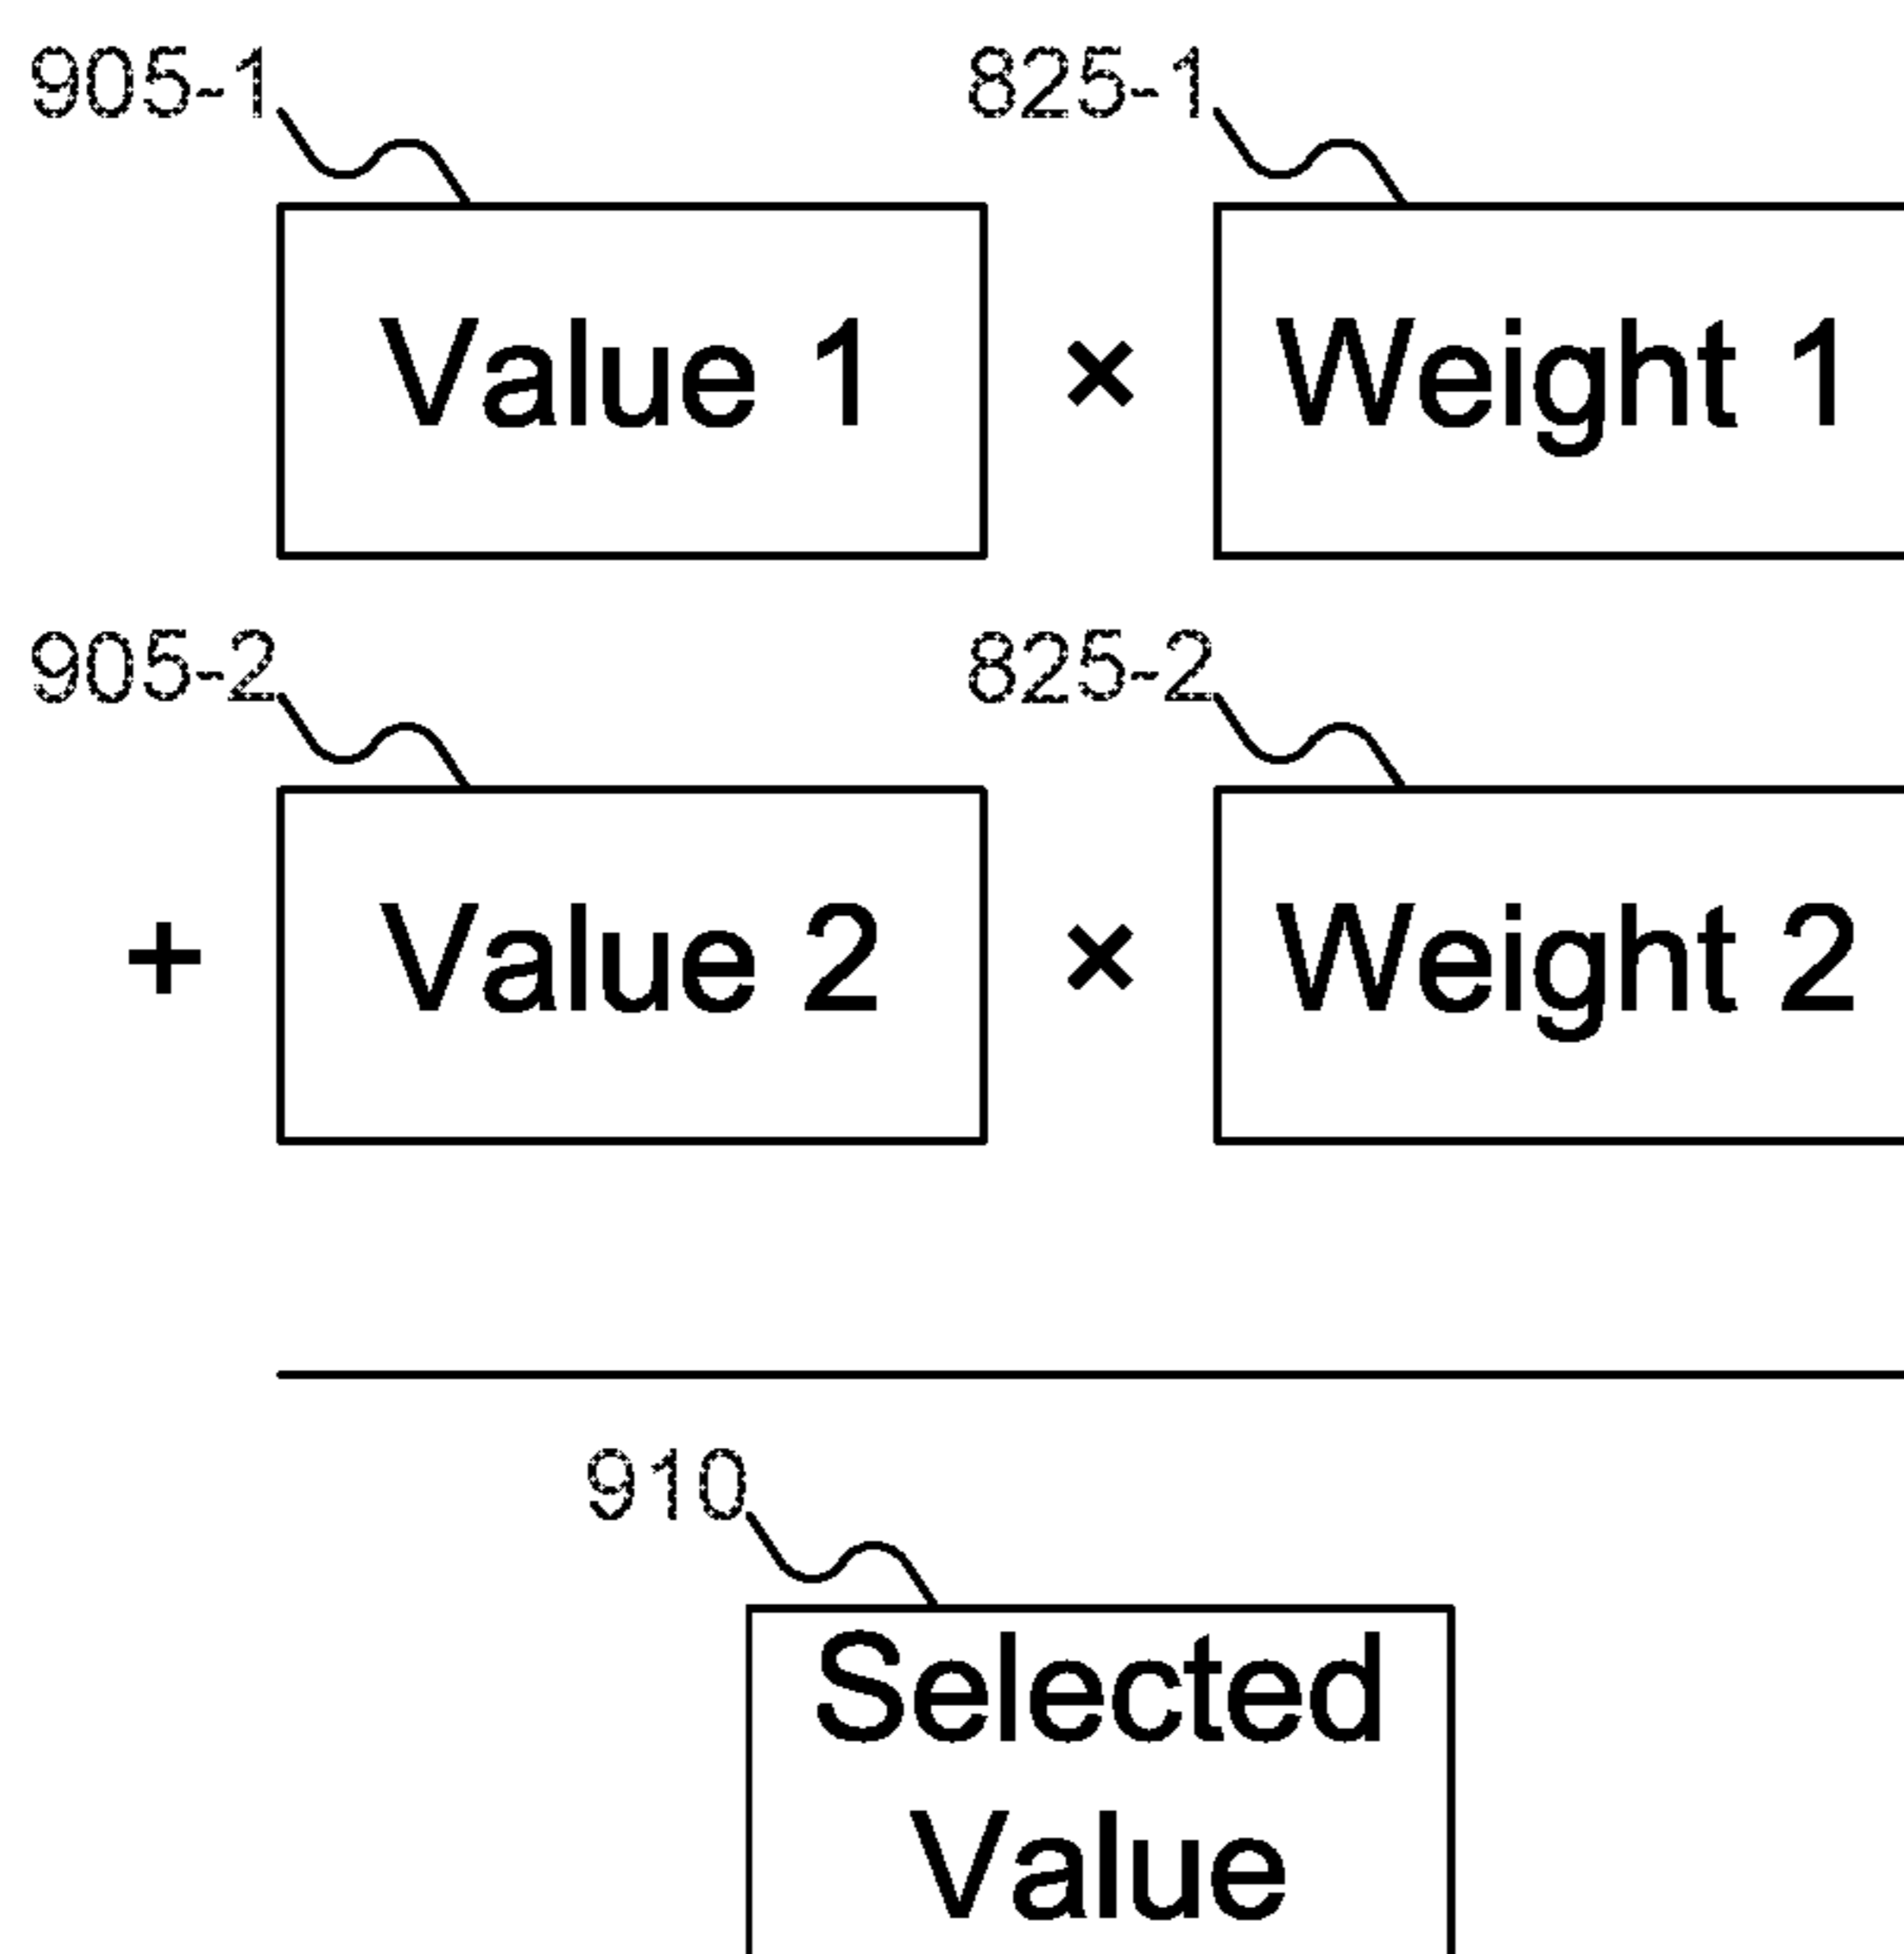 905-1 825-1
Value 1 × Weight 1
905-2 825-2
+ Value 2 × Weight 2
910
Selected
Value